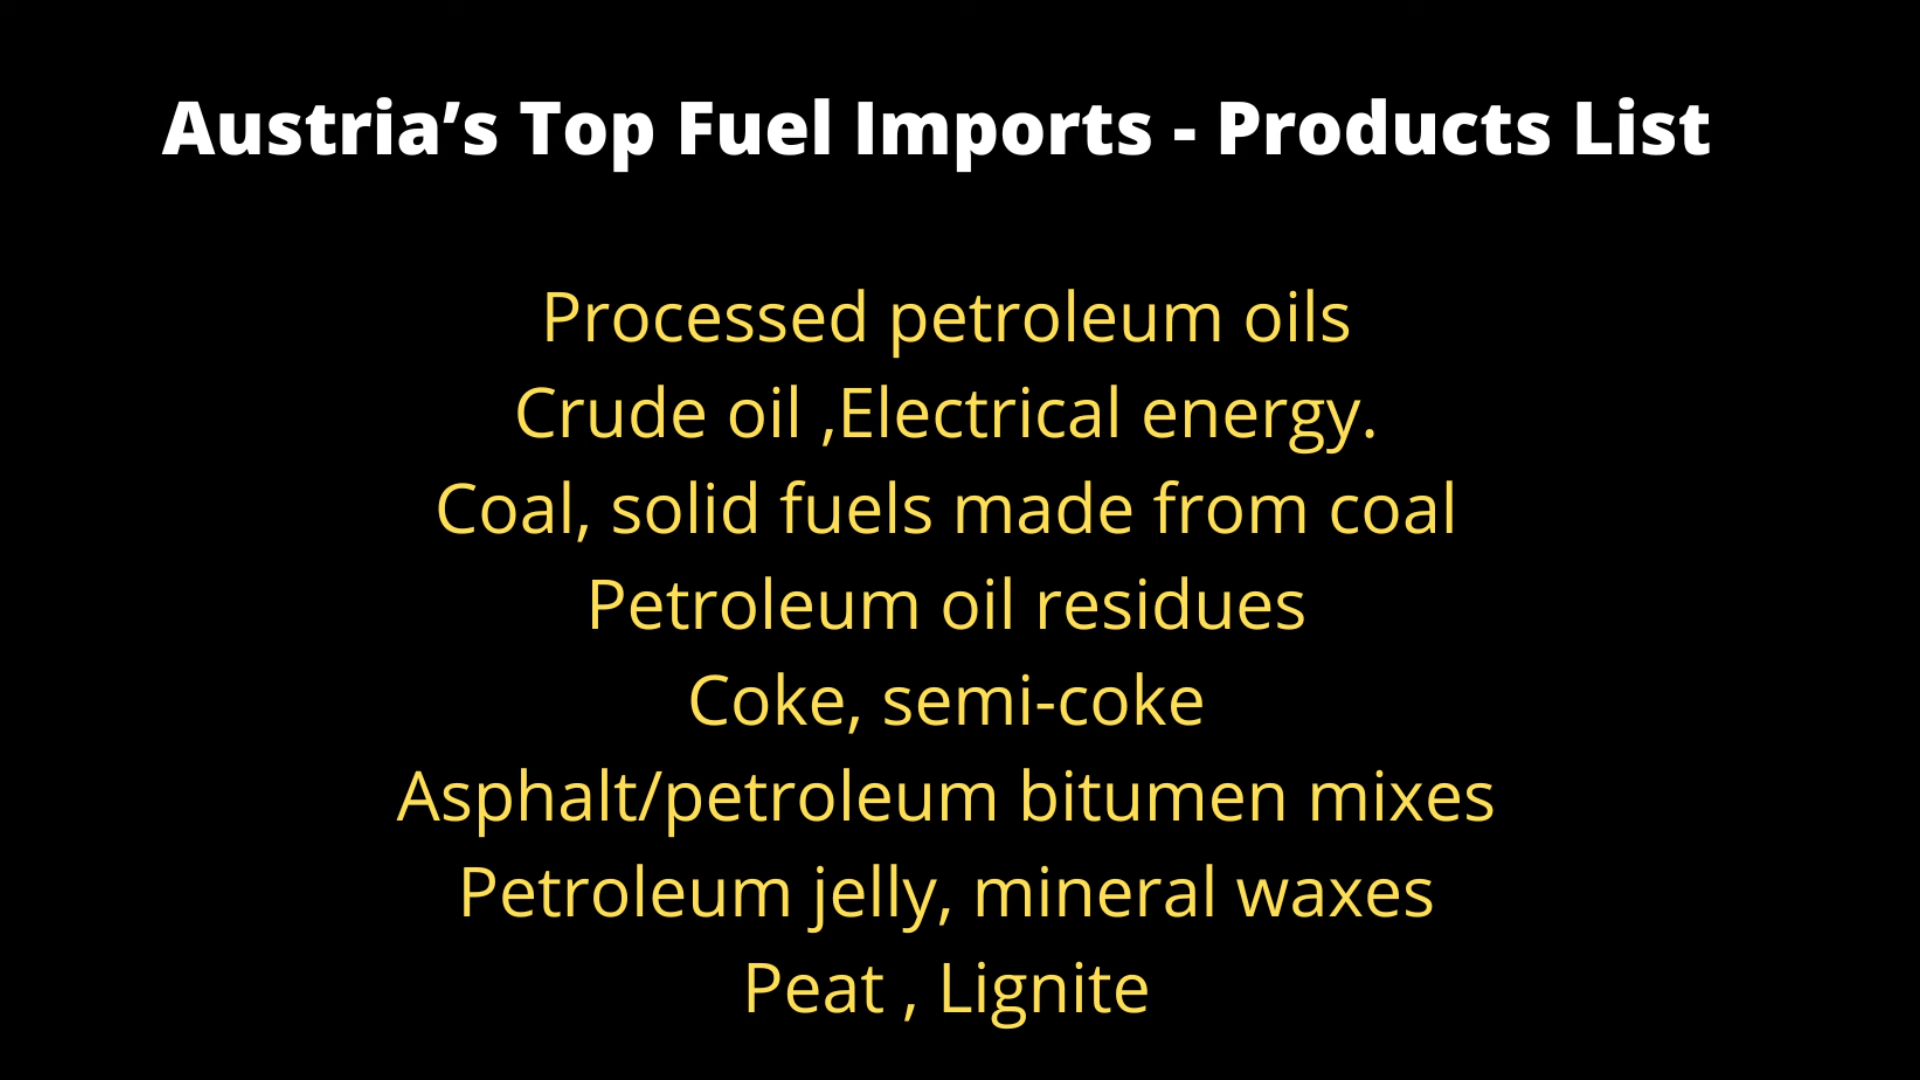 Austria’s Top Fuel Imports - Products List
Processed petroleum oils
Crude oil ,Electrical energy.
Coal, solid fuels made from coal
Petroleum oil residues
Coke, semi-coke
Asphalt/petroleum bitumen mixes
Petroleum jelly, mineral waxes
Peat , Lignite